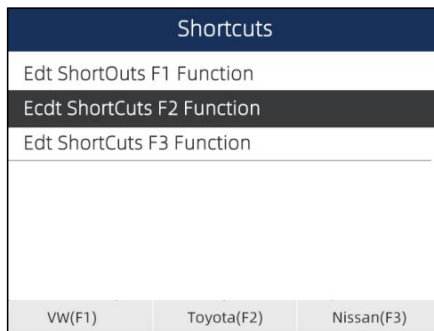 Shortcuts
Edt ShortOuts F1 Function
Ecdt ShortCuts F2 Function
Edt ShortCuts F3 Function
VW(F1) Toyota(F2) Nissan(F3)